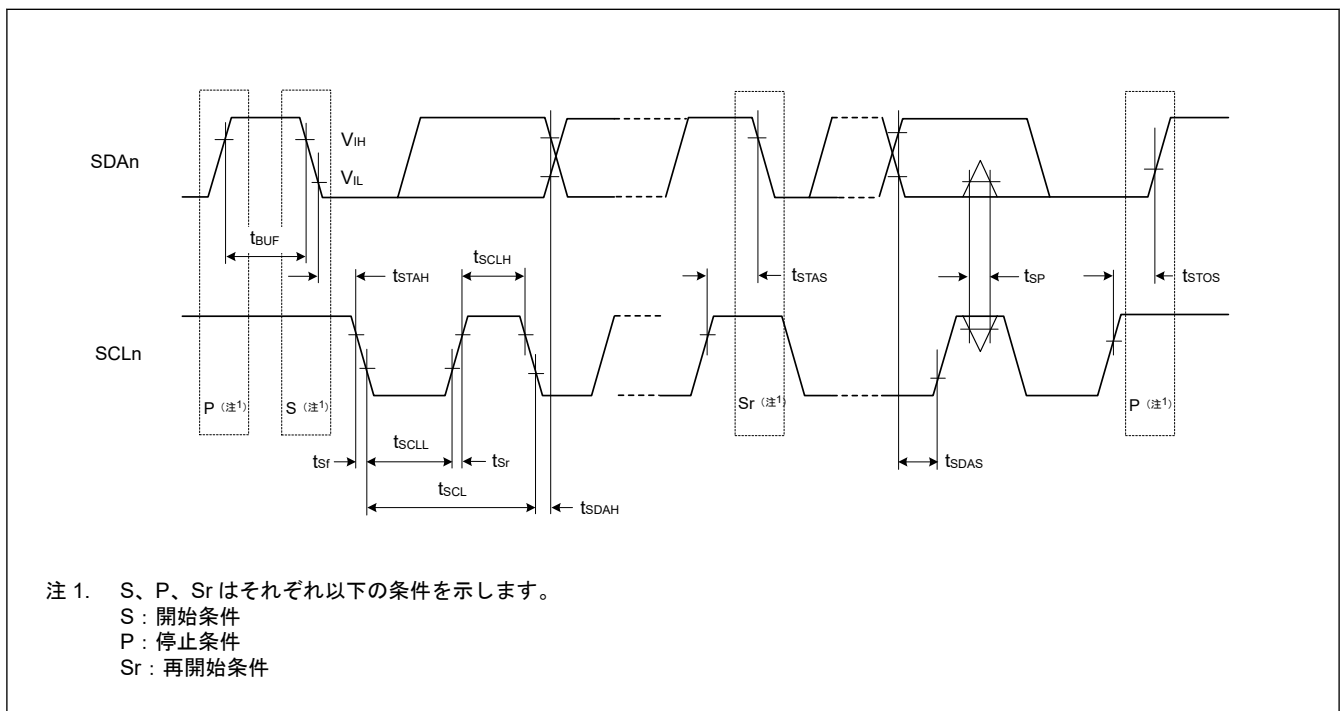 SDAn
VIH
VIL
tBUF
tSTAH
tSCLH
tSTAS
tSP
tSTOS
SCLn
P（注1）
S（注1）
Sr（注1）
P（注1）
tSf
tSCLL
tSr
tSDAS
tSCL
tSDAH
注 1. S、P、Sr はそれぞれ以下の条件を示します。
S：開始条件
P：停止条件
Sr：再開始条件